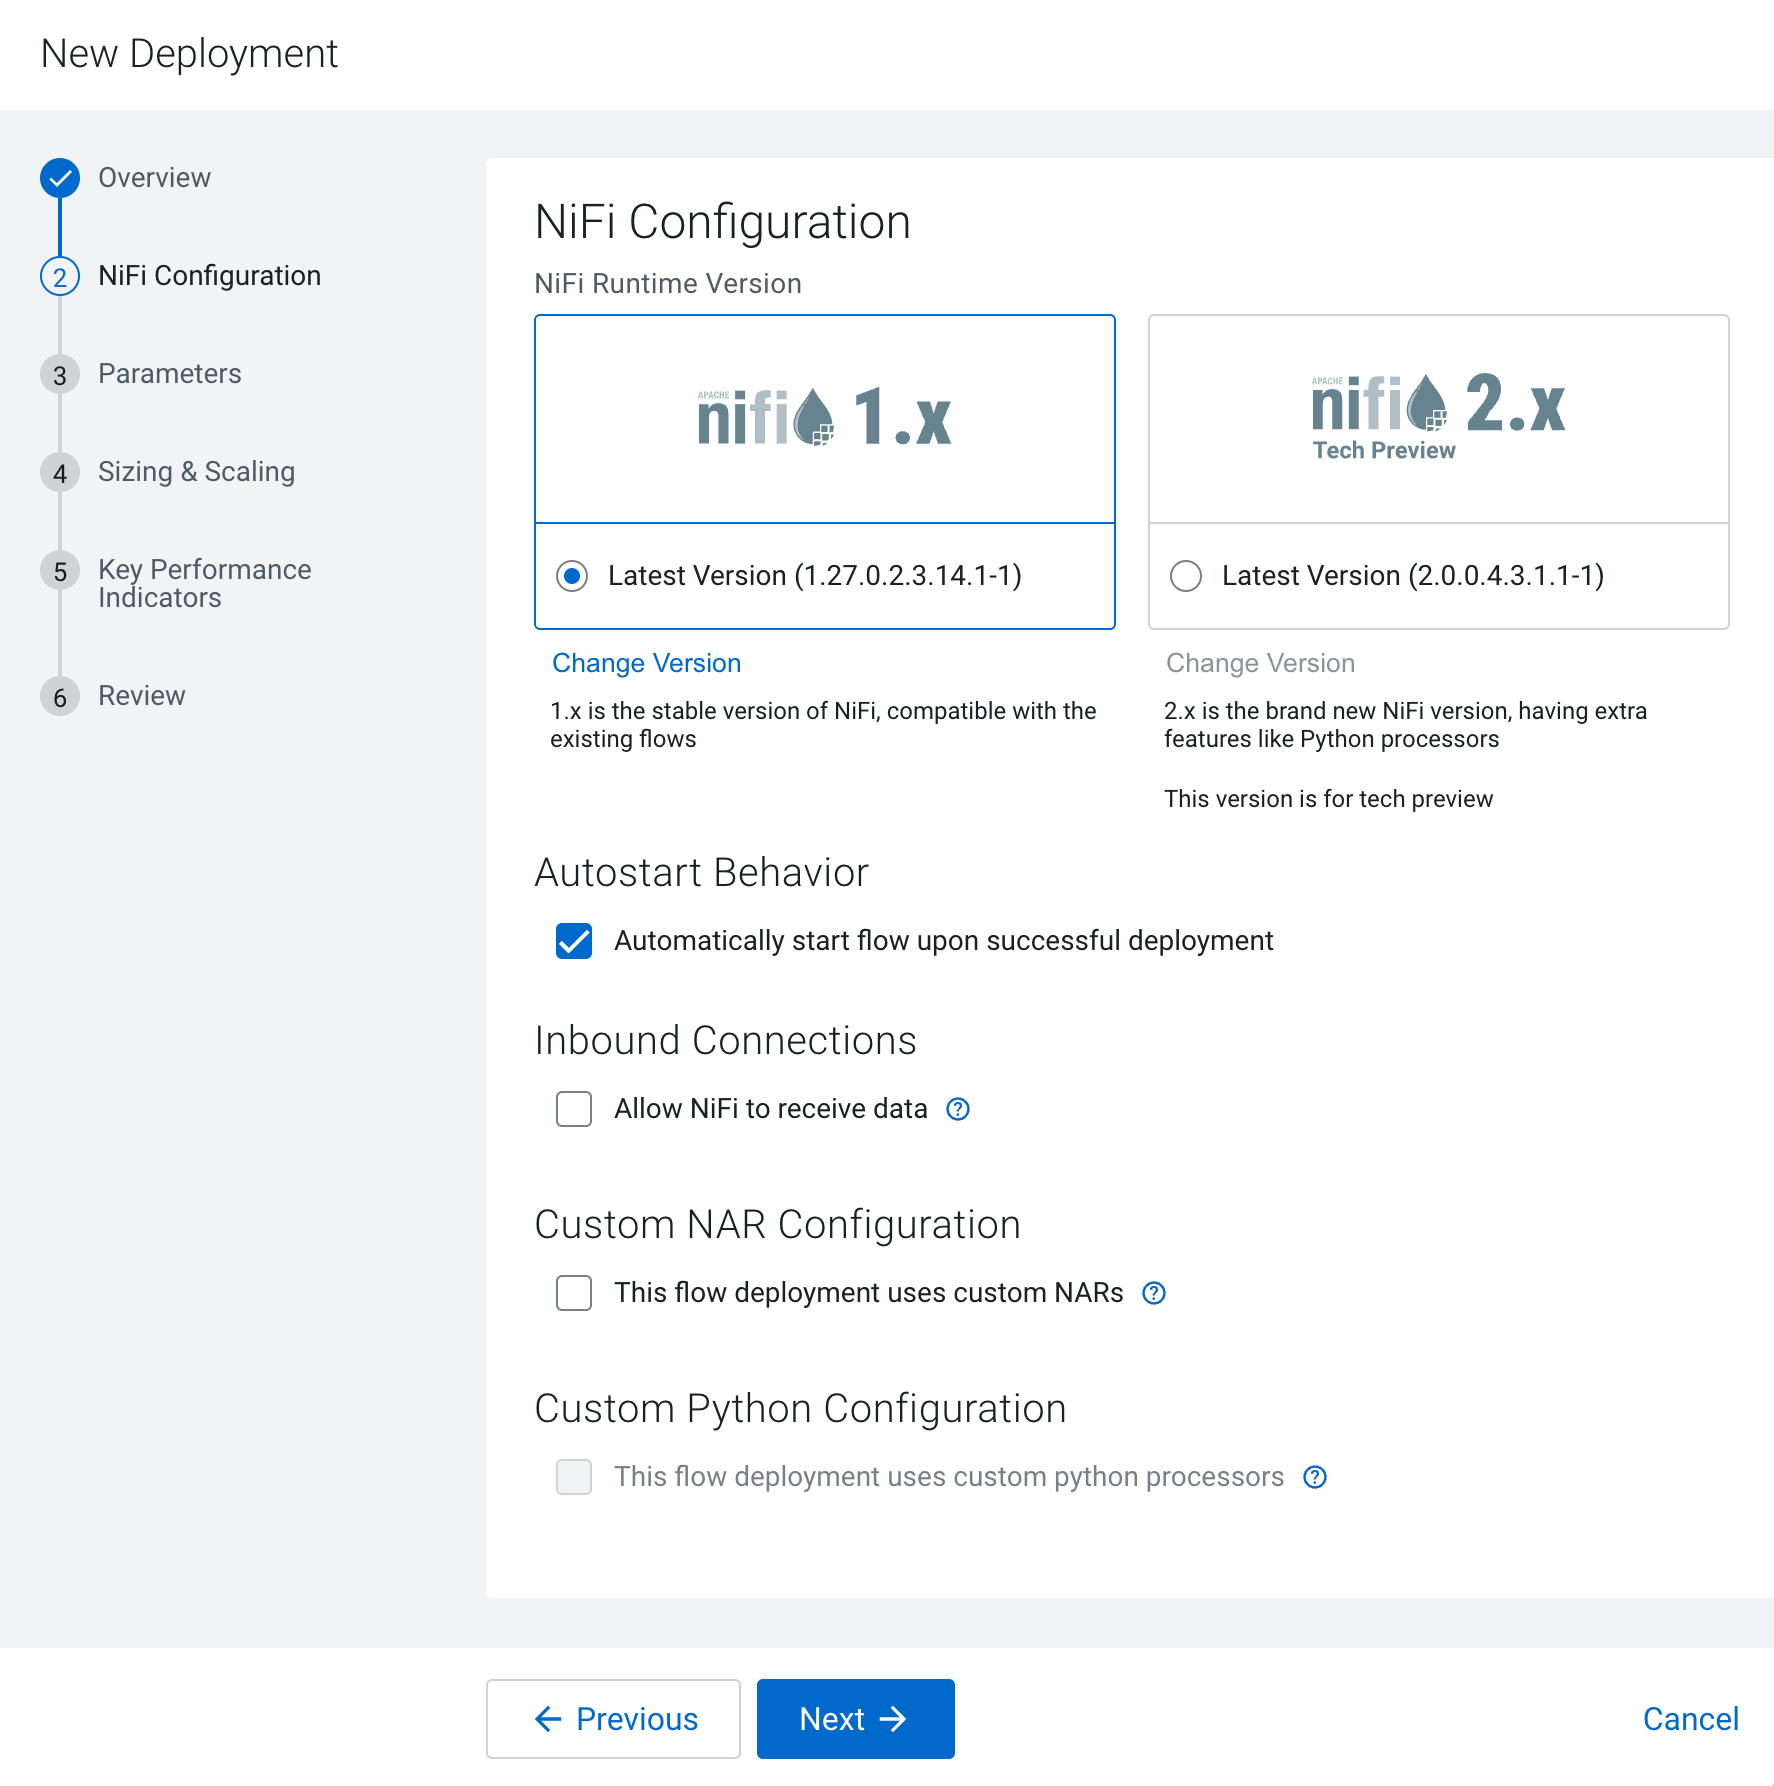 New Deployment
Overview
2 NiFi Configuration
3 Parameters
4 Sizing & Scaling
5 Key Performance
Indicators
6 Review
NiFi Configuration
NiFi Runtime Version
APACHE
nifi 1.x
Latest Version (1.27.0.2.3.14.1-1)
Change Version
1.x is the stable version of NiFi, compatible with the
existing flows
APACHE
nifi 2.x
Tech Preview
Latest Version (2.0.0.4.3.1.1-1)
Change Version
2.x is the brand new NiFi version, having extra
features like Python processors
This version is for tech preview
Autostart Behavior
Automatically start flow upon successful deployment
Inbound Connections
Allow NiFi to receive data ?
Custom NAR Configuration
This flow deployment uses custom NARs ?
Custom Python Configuration
This flow deployment uses custom python processors ?
← Previous
Next →
Cancel